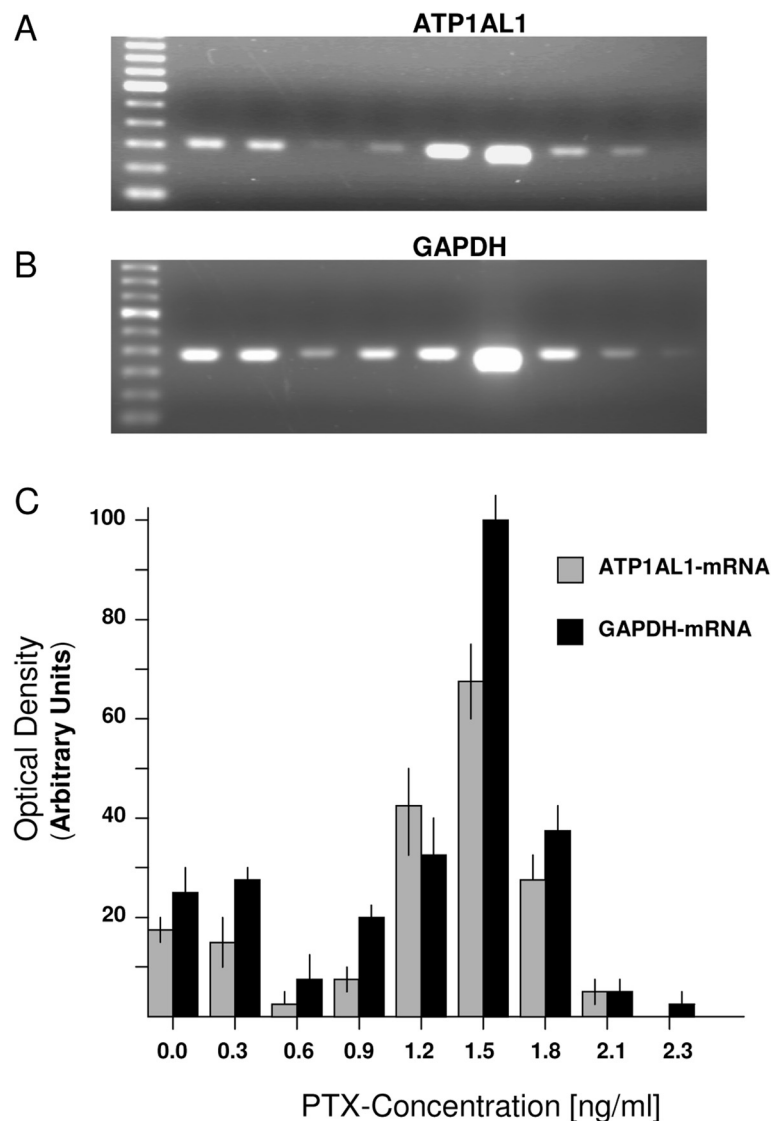 A
ATP1AL1
B
GAPDH
C
100
80
60
40
20
Optical Density
(Arbitrary Units)
ATP1AL1-mRNA
GAPDH-mRNA
0.0 0.3 0.6 0.9 1.2 1.5 1.8 2.1 2.3
PTX-Concentration [ng/ml]